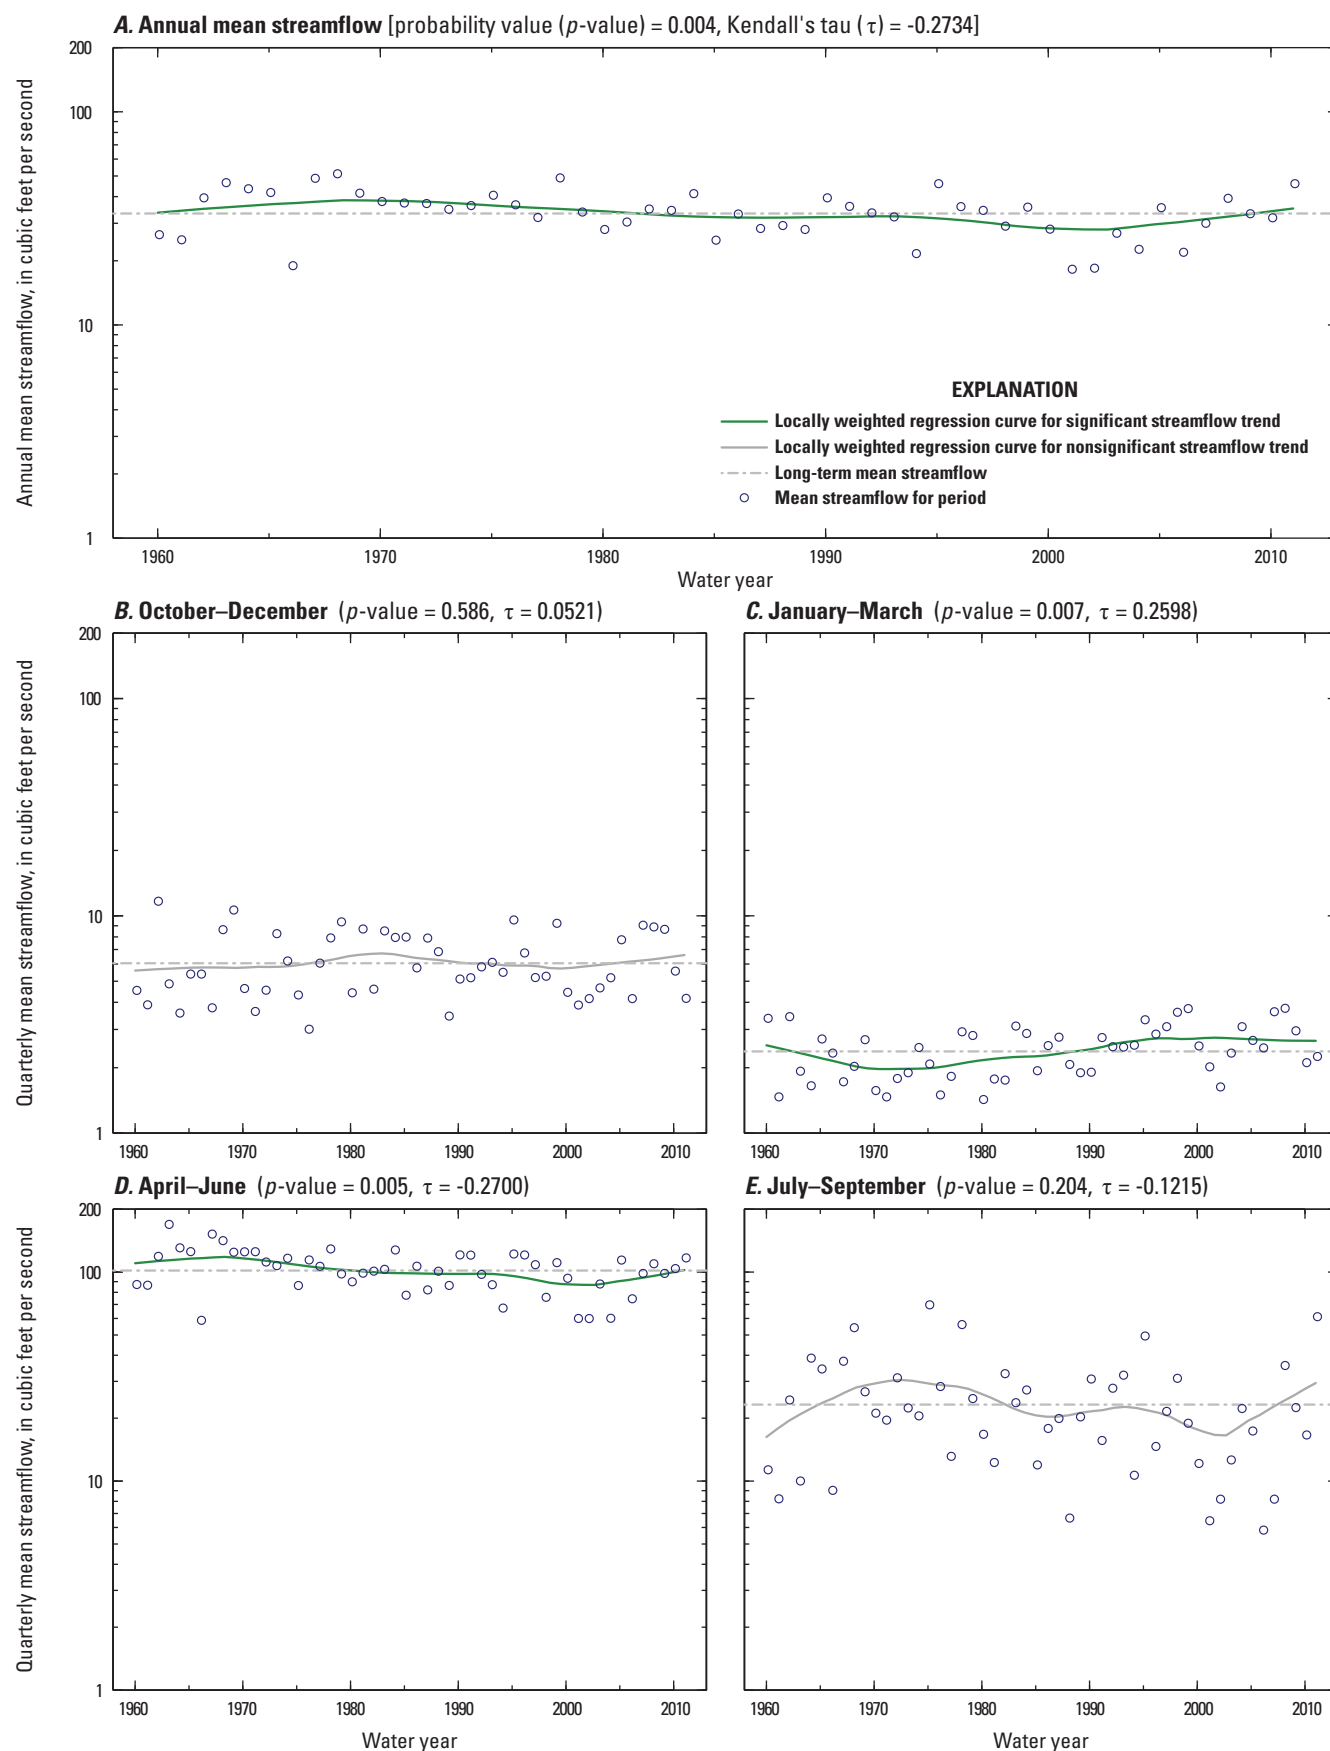 A. Annual mean streamflow [probability value (p-value) = 0.004, Kendall's tau (τ) = -0.2734]
Annual mean streamflow, in cubic feet per second
200
100
10
1
EXPLANATION
Locally weighted regression curve for significant streamflow trend
Locally weighted regression curve for nonsignificant streamflow trend
Long-term mean streamflow
Mean streamflow for period
1960 1970 1980 1990 2000 2010
Water year
B. October–December (p-value = 0.586, τ = 0.0521)
Quarterly mean streamflow, in cubic feet per second
200
100
10
1
1960 1970 1980 1990 2000 2010
C. January–March (p-value = 0.007, τ = 0.2598)
1960 1970 1980 1990 2000 2010
D. April–June (p-value = 0.005, τ = -0.2700)
Quarterly mean streamflow, in cubic feet per second
200
100
10
1
1960 1970 1980 1990 2000 2010
Water year
E. July–September (p-value = 0.204, τ = -0.1215)
1960 1970 1980 1990 2000 2010
Water year